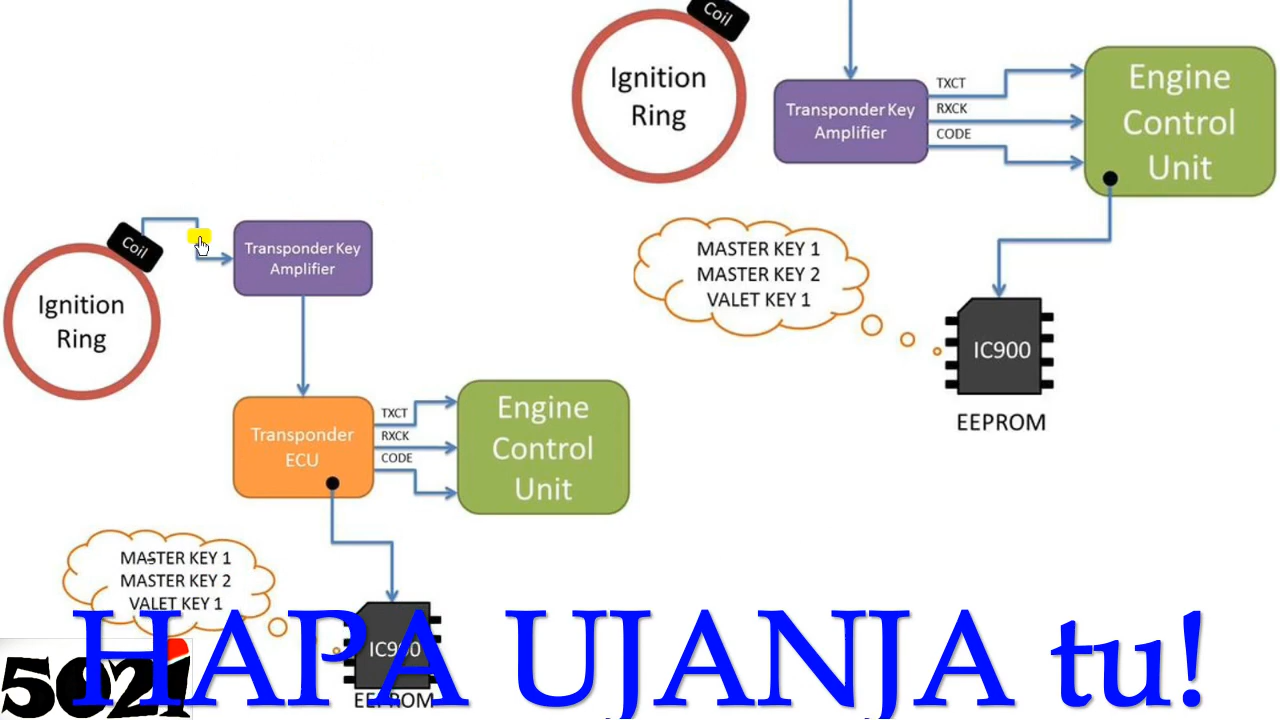 Coil
Ignition
Ring
Transponder Key
Amplifier
TXCT
RXCK
CODE
Engine
Control
Unit
MASTER KEY 1
MASTER KEY 2
VALET KEY 1
IC900
EEPROM
Coil
Ignition
Ring
Transponder Key
Amplifier
Transponder
ECU
TXCT
RXCK
CODE
Engine
Control
Unit
MASTER KEY 1
MASTER KEY 2
VALET KEY 1
IC900
EEPROM
HAPA UJANJA tu!